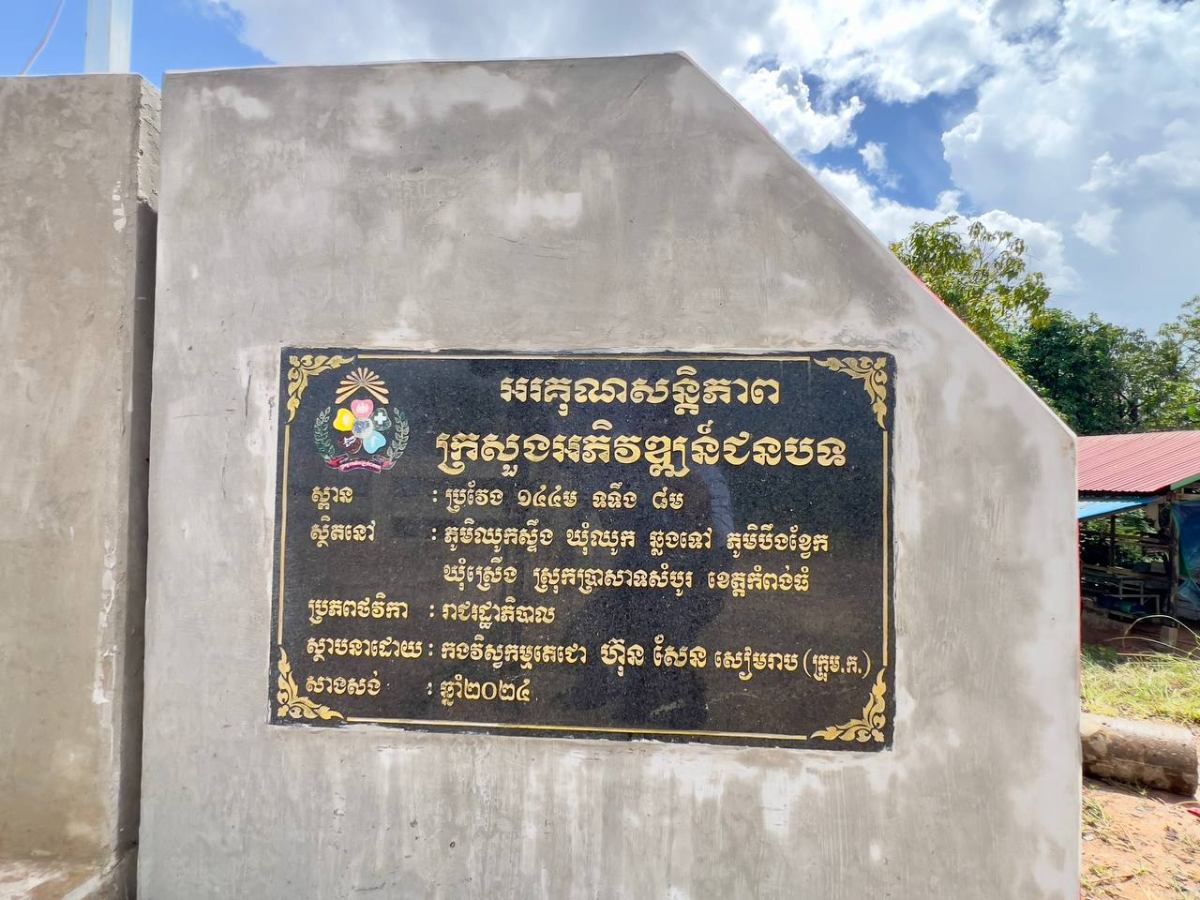 អរគុណសន្តិភាព
ក្រសួងអភិវឌ្ឍន៍ជនបទ
ស្ពាន : ប្រវែង ១៤៤ម ទទឹង ៨ម
ស្ថិតនៅ : ភូមិឈូកស្ទឹង ឃុំឈូក ឆ្លងទៅ ភូមិបឹងខ្វែក
ឃុំស្រើង ស្រុកប្រាសាទសំបូរ ខេត្តកំពង់ធំ
ប្រភពថវិកា : រាជរដ្ឋាភិបាល
ស្ថាបនាដោយ : កងវិស្វកម្មតេជោ ហ៊ុន សែន សៀមរាប (ក្រុម.ក.)
សាងសង់ : ឆ្នាំ២០២៤